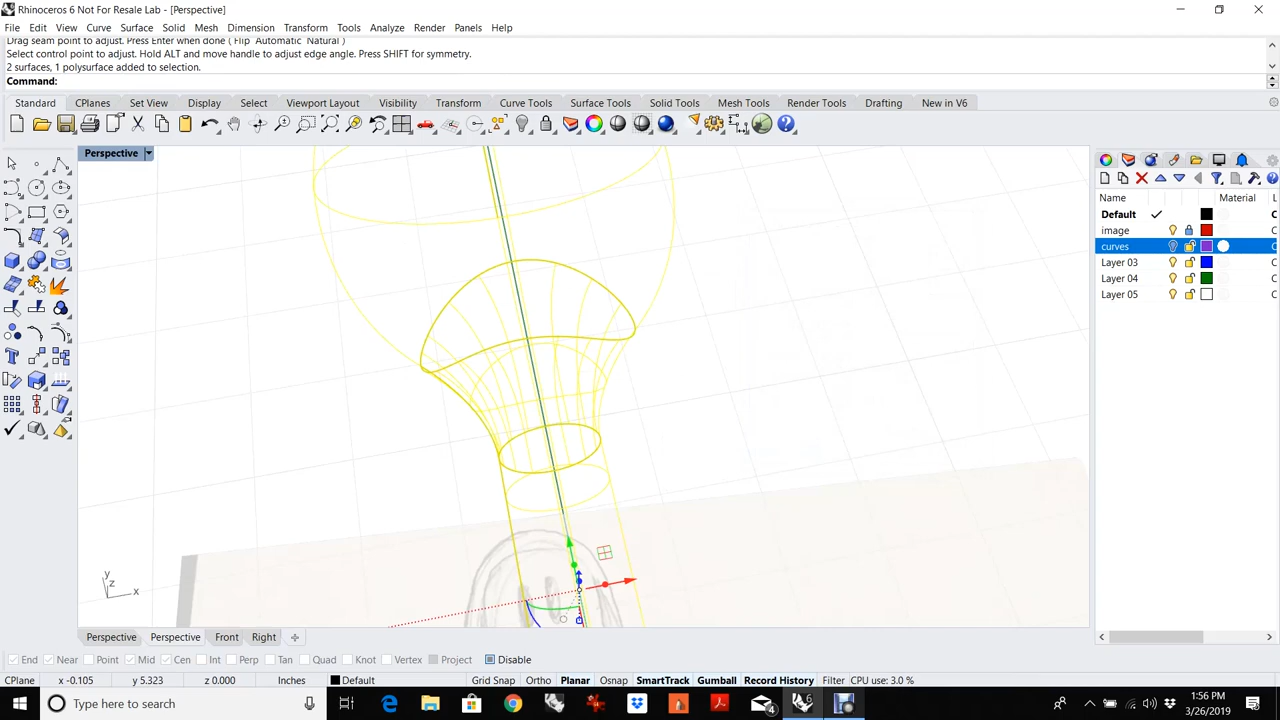 Rhinoceros 6 Not For Resale Lab - [Perspective]
File Edit View Curve Surface Solid Mesh Dimension Transform Tools Analyze Render Panels Help
Drag seam point to adjust. Press Enter when done ( Flip Automatic Natural )
Select control point to adjust. Hold ALT and move handle to adjust edge angle. Press SHIFT for symmetry.
2 surfaces, 1 polysurface added to selection.
Command:
Standard CPlanes Set View Display Select Viewport Layout Visibility Transform Curve Tools Surface Tools Solid Tools Mesh Tools Render Tools Drafting New in V6
Perspective
Name Material L
Default C
image C
curves C
Layer 03 C
Layer 04 C
Layer 05 C
y
z
x
Perspective Perspective Front Right
End Near Point Mid Cen Int Perp Tan Quad Knot Vertex Project Disable
CPlane x -0.105 y 5.323 z 0.000 Inches Default Grid Snap Ortho Planar Osnap SmartTrack Gumball Record History Filter CPU use: 3.0 %
Type here to search
4
6
1:56 PM
3/26/2019